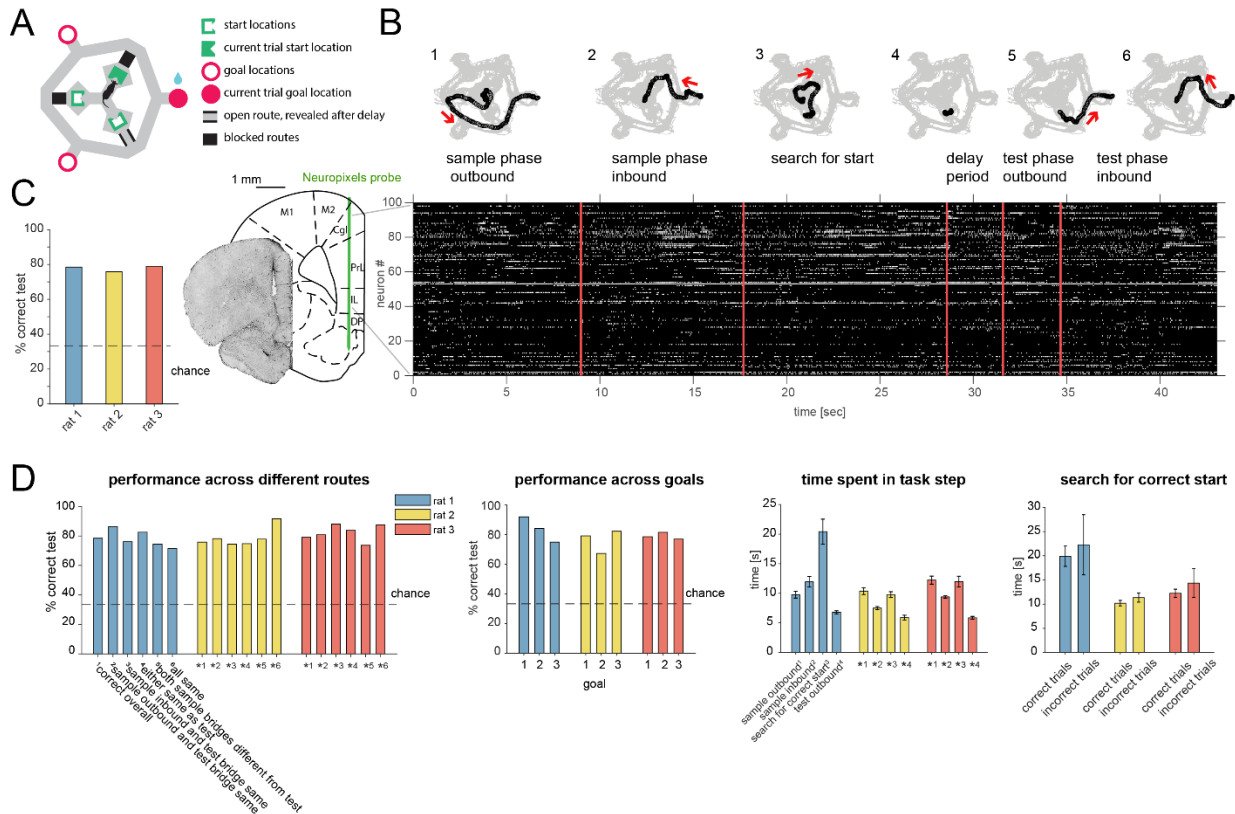 A
start locations
current trial start location
goal locations
current trial goal location
open route, revealed after delay
blocked routes
B
1
2
3
4
5
6
sample phase
outbound
sample phase
inbound
search for start
delay
period
test phase
outbound
test phase
inbound
C
% correct test
100
80
60
40
20
0
chance
rat 1
rat 2
rat 3
1 mm
Neuropixels probe
M1
M2
CgI
PrL
IL
DP
neuron #
100
80
60
40
20
0
0
5
10
15
20
25
30
35
40
time [sec]
D
performance across different routes
% correct test
100
80
60
40
20
0
chance
rat 1
rat 2
rat 3
¹correct overall
²sample outbound and test bridge same
³sample inbound and test bridge same
⁴either same as test
⁵both sample bridges different from test
⁶all same
*1 *2 *3 *4 *5 *6
*1 *2 *3 *4 *5 *6
performance across goals
% correct test
100
80
60
40
20
0
chance
1 2 3
1 2 3
1 2 3
goal
time spent in task step
time [s]
25
20
15
10
5
0
sample outbound¹
sample inbound²
search for correct start³
test outbound⁴
*1 *2 *3 *4
*1 *2 *3 *4
search for correct start
time [s]
30
25
20
15
10
5
0
correct trials
incorrect trials
correct trials
incorrect trials
correct trials
incorrect trials